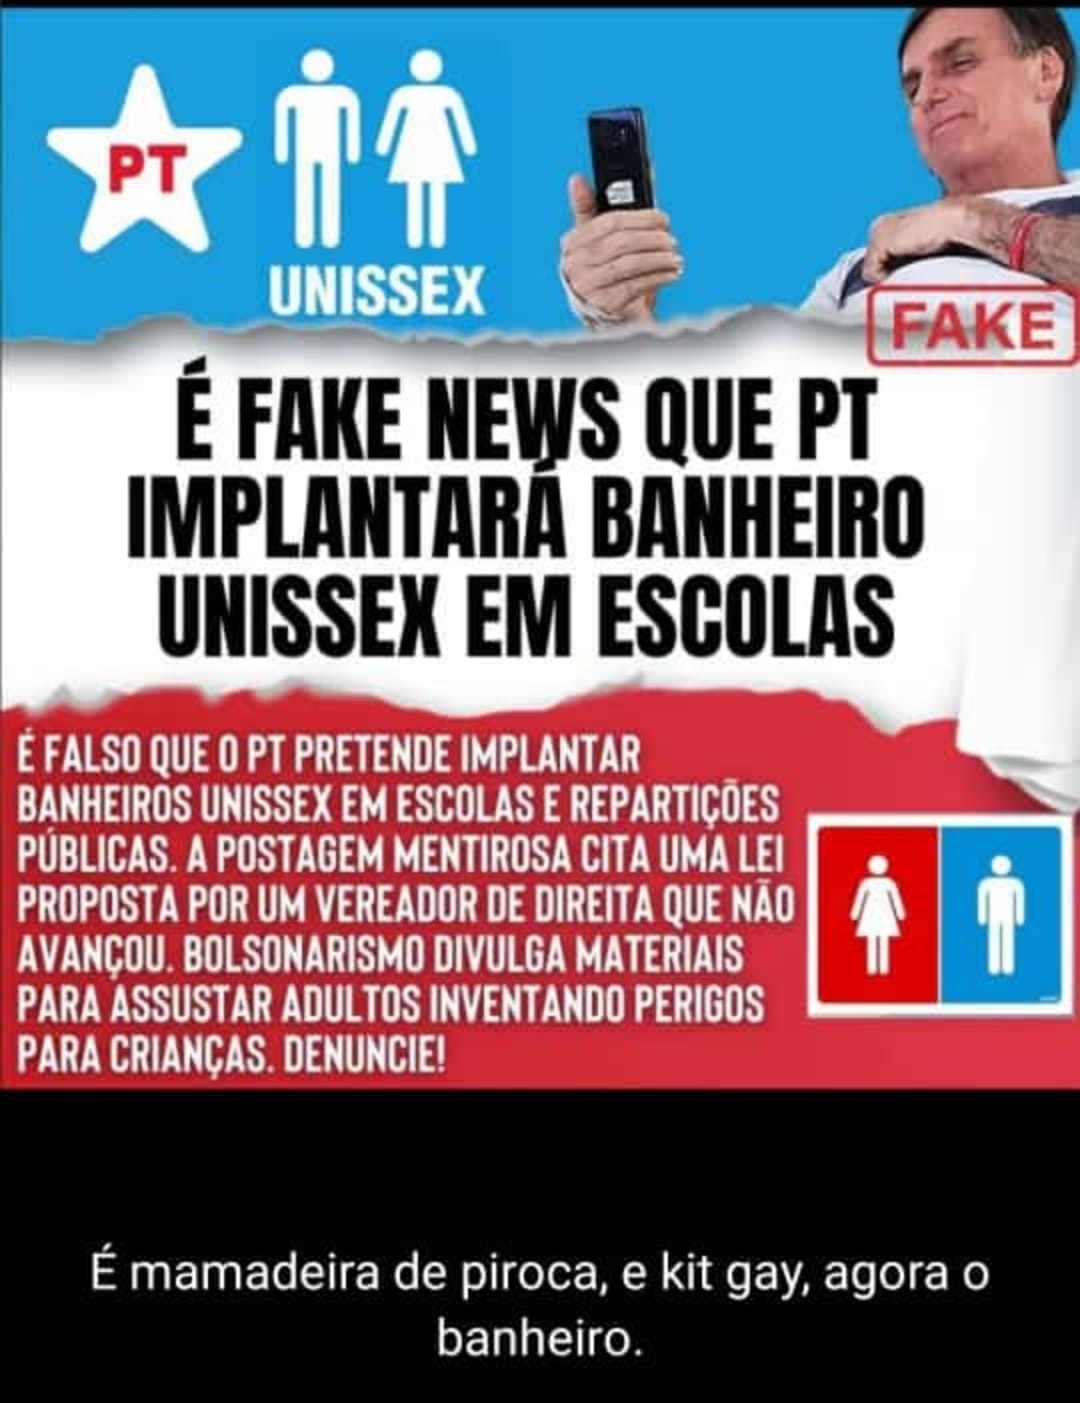 PT
UNISSEX
FAKE
É FAKE NEWS QUE PT
IMPLANTARÁ BANHEIRO
UNISSEX EM ESCOLAS
É FALSO QUE O PT PRETENDE IMPLANTAR
BANHEIROS UNISSEX EM ESCOLAS E REPARTIÇÕES
PÚBLICAS. A POSTAGEM MENTIROSA CITA UMA LEI
PROPOSTA POR UM VEREADOR DE DIREITA QUE NÃO
AVANÇOU. BOLSONARISMO DIVULGA MATERIAIS
PARA ASSUSTAR ADULTOS INVENTANDO PERIGOS
PARA CRIANÇAS. DENUNCIE!
É mamadeira de piroca, e kit gay, agora o
banheiro.